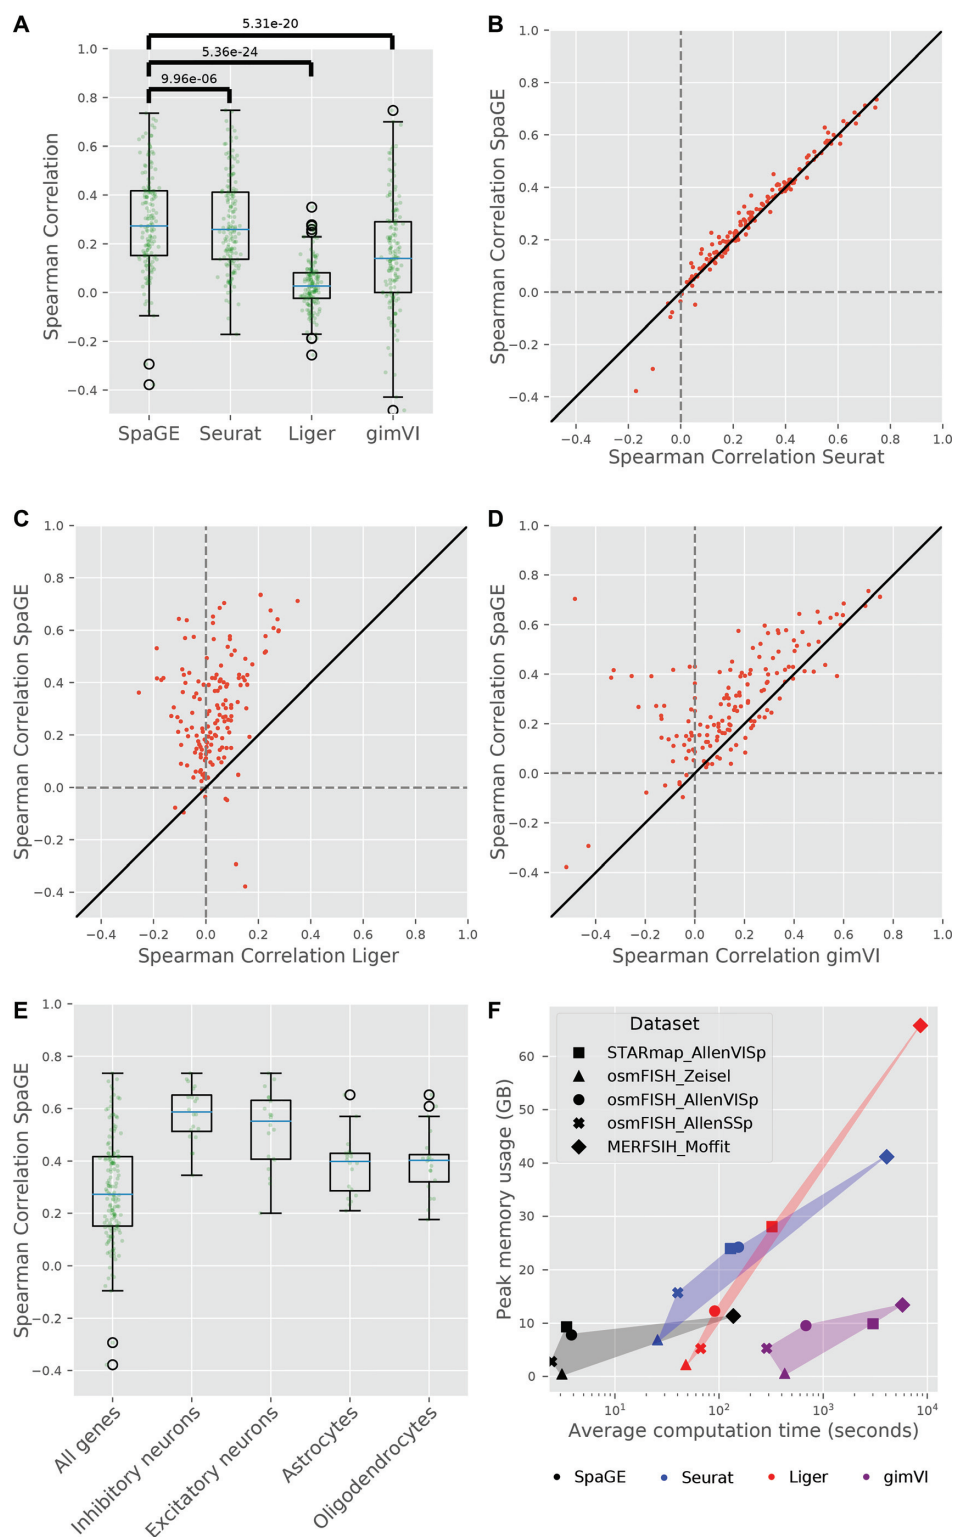 A
5.31e-20
5.36e-24
9.96e-06
1.0
0.8
0.6
0.4
0.2
0.0
−0.2
−0.4
Spearman Correlation
SpaGE
Seurat
Liger
gimVI
B
1.0
0.8
0.6
0.4
0.2
0.0
−0.2
−0.4
Spearman Correlation SpaGE
−0.4 −0.2 0.0 0.2 0.4 0.6 0.8 1.0
Spearman Correlation Seurat
C
1.0
0.8
0.6
0.4
0.2
0.0
−0.2
−0.4
Spearman Correlation SpaGE
−0.4 −0.2 0.0 0.2 0.4 0.6 0.8 1.0
Spearman Correlation Liger
D
1.0
0.8
0.6
0.4
0.2
0.0
−0.2
−0.4
Spearman Correlation SpaGE
−0.4 −0.2 0.0 0.2 0.4 0.6 0.8 1.0
Spearman Correlation gimVI
E
1.0
0.8
0.6
0.4
0.2
0.0
−0.2
−0.4
Spearman Correlation SpaGE
All genes
Inhibitory neurons
Excitatory neurons
Astrocytes
Oligodendrocytes
F
Dataset
STARmap_AllenVISp
osmFISH_Zeisel
osmFISH_AllenVISp
osmFISH_AllenSSp
MERFSIH_Moffit
60
50
40
30
20
10
0
Peak memory usage (GB)
10¹ 10² 10³ 10⁴
Average computation time (seconds)
SpaGE Seurat Liger gimVI